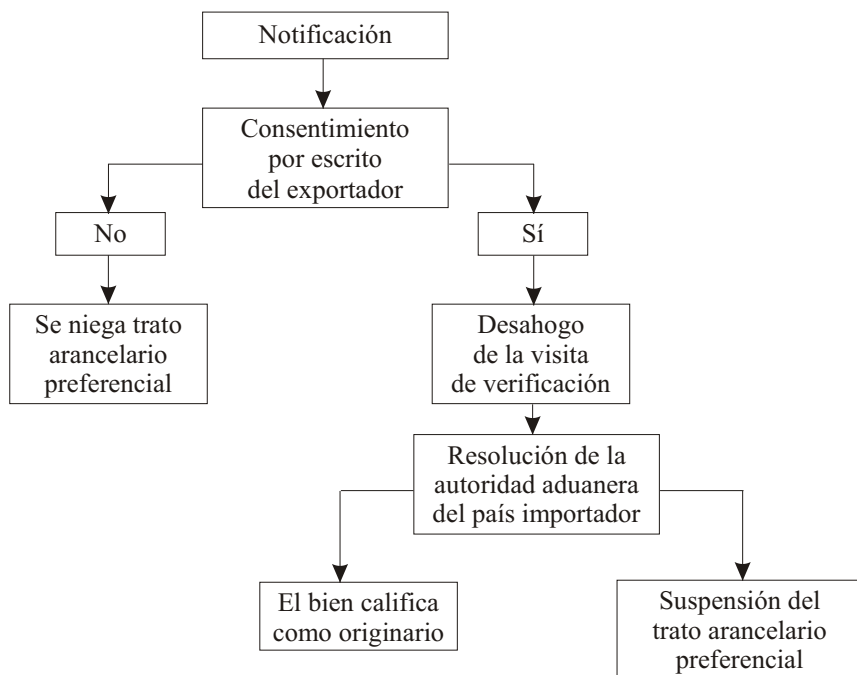 Notificación
Consentimiento
por escrito
del exportador
No
Sí
Se niega trato
arancelario
preferencial
Desahogo
de la visita
de verificación
Resolución de la
autoridad aduanera
del país importador
El bien califica
como originario
Suspensión del
trato arancelario
preferencial